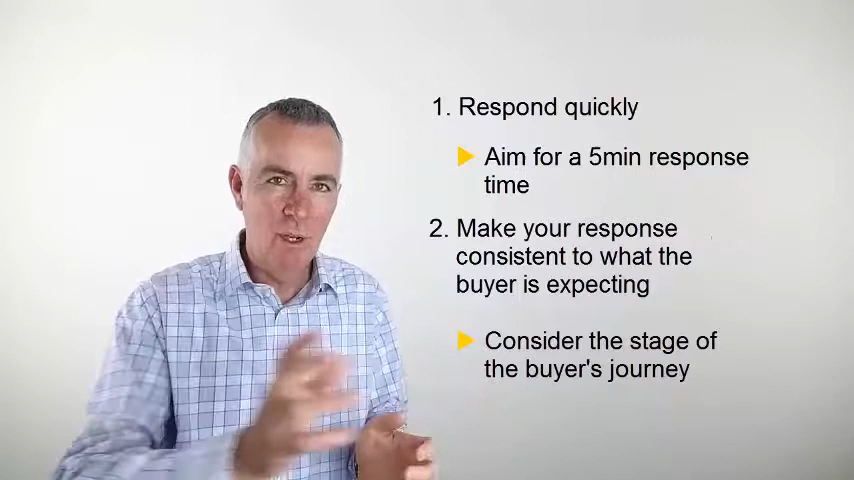 1. Respond quickly
Aim for a 5min response
time
2. Make your response
consistent to what the
buyer is expecting
Consider the stage of
the buyer's journey